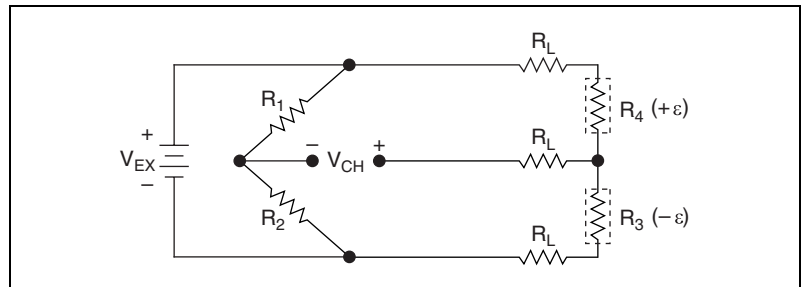 R_L
R_1
R_4 (+ε)
+
V_EX
−
− V_CH +
R_L
R_2
R_3 (−ε)
R_L